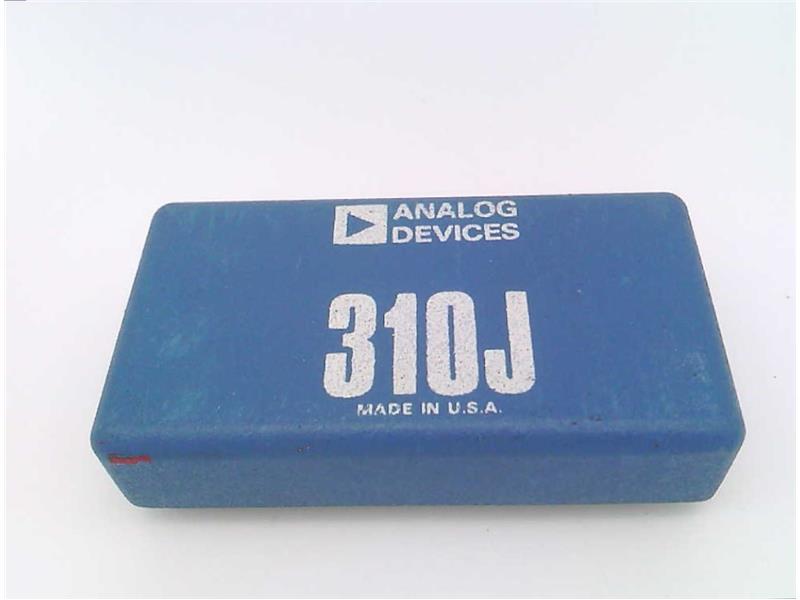 ANALOG
DEVICES
310J
MADE IN U.S.A.